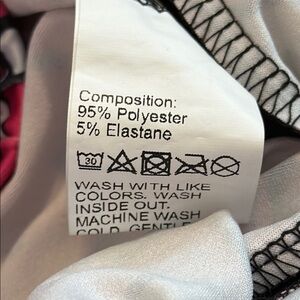 Composition:
95% Polyester
5% Elastane
30
WASH WITH LIKE
COLORS. WASH
INSIDE OUT.
MACHINE WASH
COLD. GENTLE